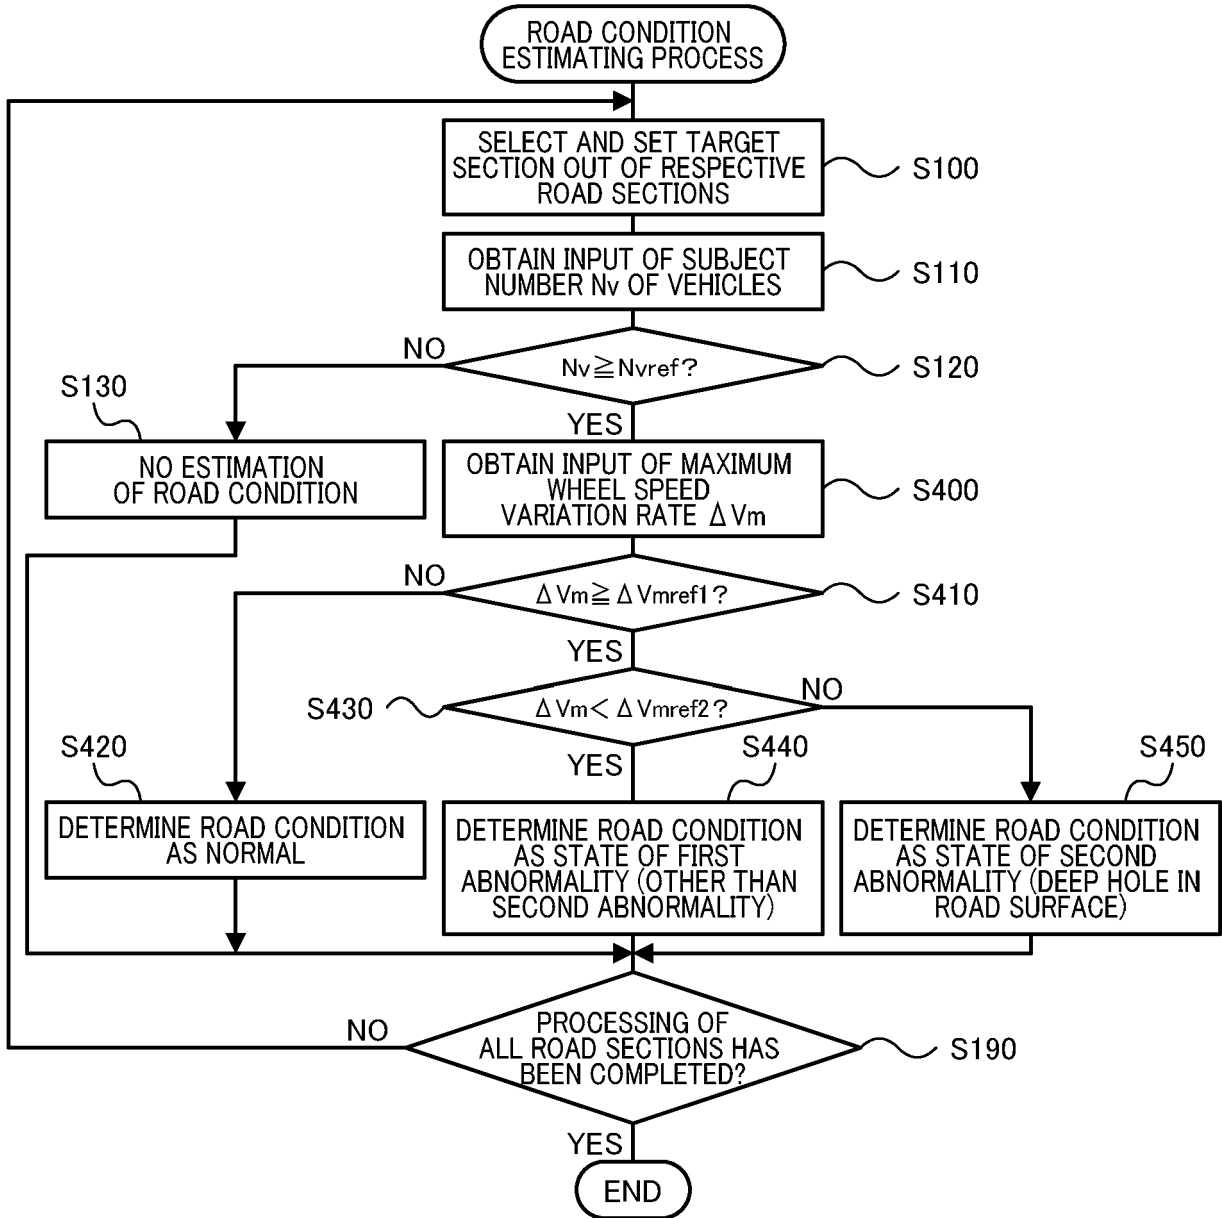 ROAD CONDITION
ESTIMATING PROCESS
SELECT AND SET TARGET
SECTION OUT OF RESPECTIVE
ROAD SECTIONS
S100
OBTAIN INPUT OF SUBJECT
NUMBER Nv OF VEHICLES
S110
NO
Nv≧Nvref?
S120
YES
S130
NO ESTIMATION
OF ROAD CONDITION
OBTAIN INPUT OF MAXIMUM
WHEEL SPEED
VARIATION RATE ΔVm
S400
NO
ΔVm≧ΔVmref1?
S410
YES
S430
ΔVm<ΔVmref2?
NO
YES
S420
DETERMINE ROAD CONDITION
AS NORMAL
S440
DETERMINE ROAD CONDITION
AS STATE OF FIRST
ABNORMALITY (OTHER THAN
SECOND ABNORMALITY)
S450
DETERMINE ROAD CONDITION
AS STATE OF SECOND
ABNORMALITY (DEEP HOLE IN
ROAD SURFACE)
NO
PROCESSING OF
ALL ROAD SECTIONS HAS
BEEN COMPLETED?
S190
YES
END